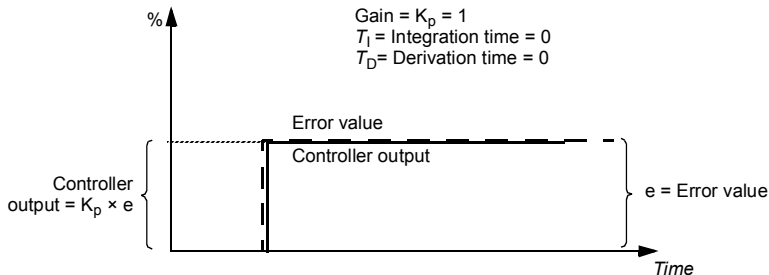 %
Gain = Kp = 1
TI = Integration time = 0
TD= Derivation time = 0
Error value
Controller output
Controller
output = Kp × e
e = Error value
Time